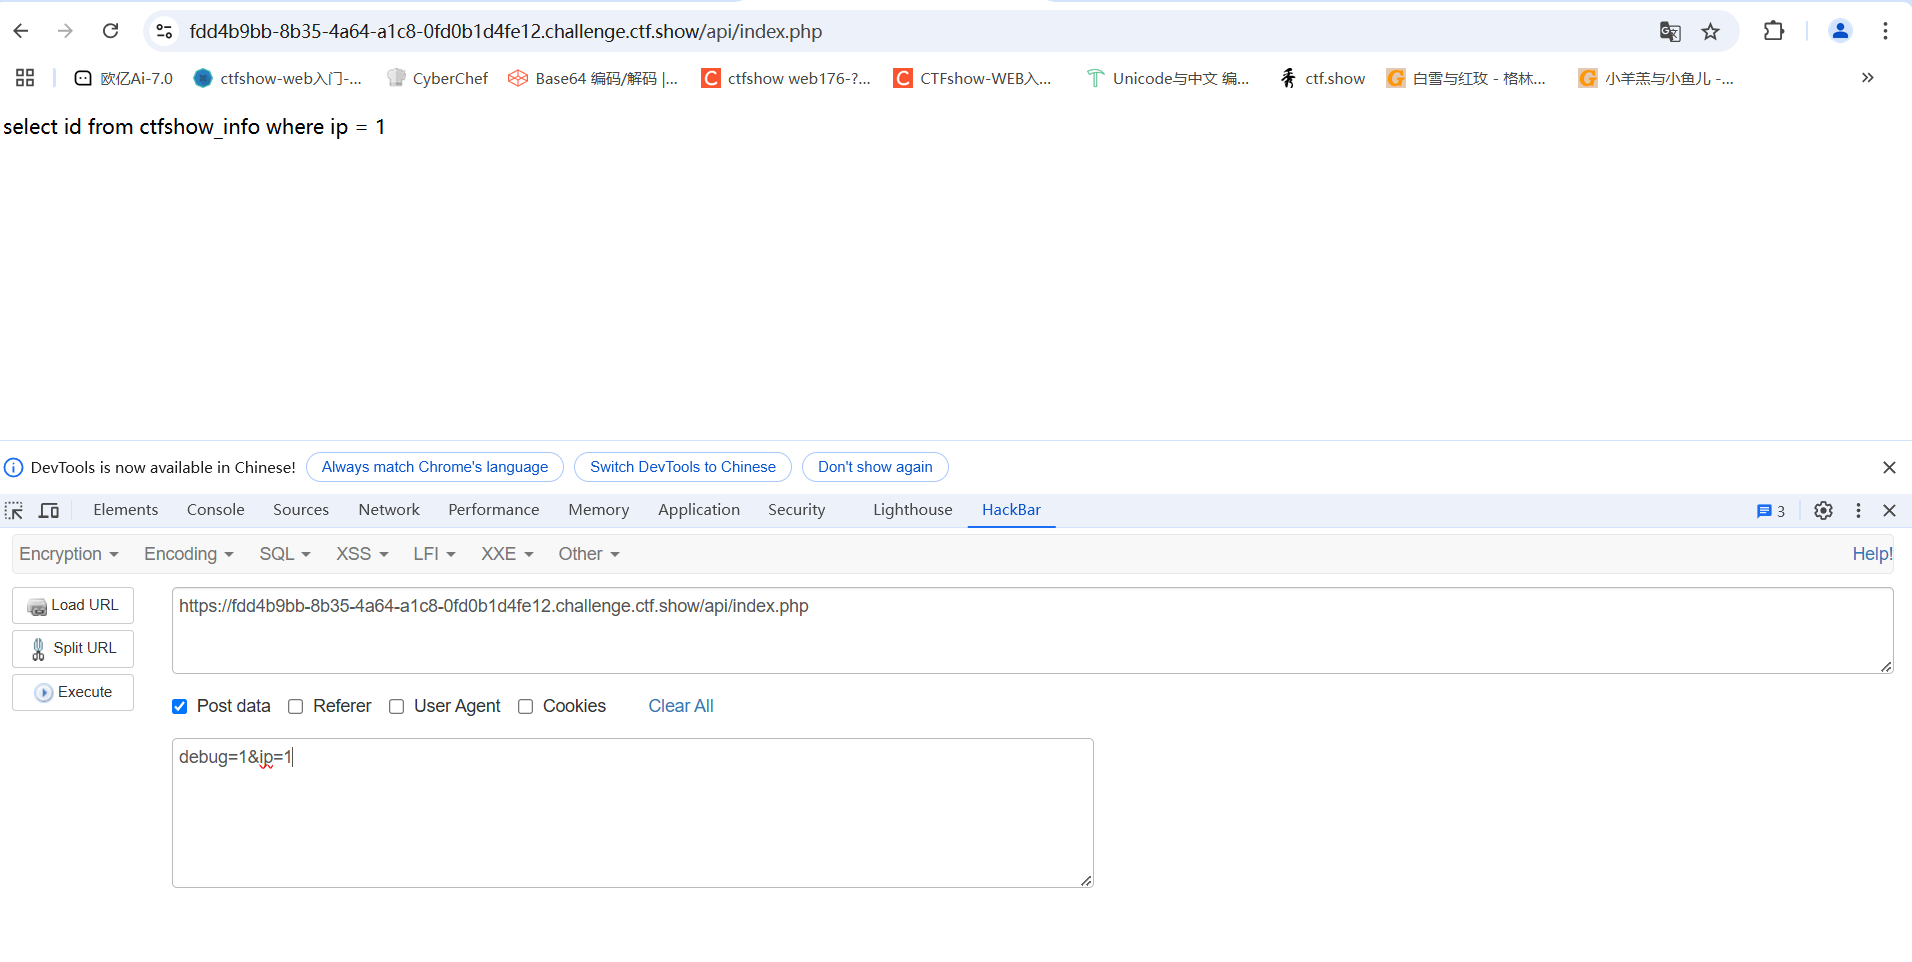 fdd4b9bb-8b35-4a64-a1c8-0fd0b1d4fe12.challenge.ctf.show/api/index.php
欧亿Ai-7.0 ctfshow-web入门-... CyberChef Base64 编码/解码 |... ctfshow web176-?... CTFshow-WEB入... Unicode与中文 编... ctf.show 白雪与红玫 - 格林... 小羊羔与小鱼儿 -...
select id from ctfshow_info where ip = 1
DevTools is now available in Chinese! Always match Chrome's language Switch DevTools to Chinese Don't show again
Elements Console Sources Network Performance Memory Application Security Lighthouse HackBar 3
Encryption Encoding SQL XSS LFI XXE Other Help!
Load URL https://fdd4b9bb-8b35-4a64-a1c8-0fd0b1d4fe12.challenge.ctf.show/api/index.php
Split URL
Execute
Post data Referer User Agent Cookies Clear All
debug=1&ip=1